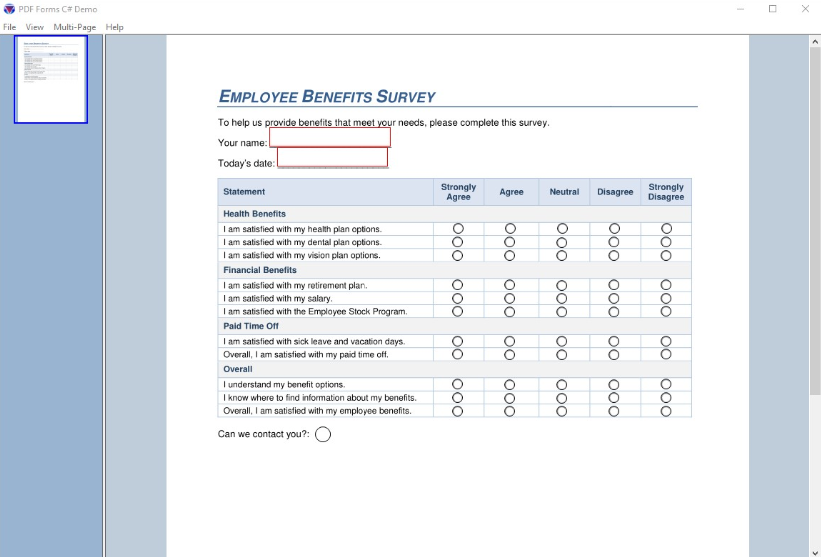 PDF Forms C# Demo
File View Multi-Page Help
EMPLOYEE BENEFITS SURVEY
To help us provide benefits that meet your needs, please complete this survey.
Your name:
Today's date:
Statement Strongly Agree Agree Neutral Disagree Strongly Disagree
Health Benefits
I am satisfied with my health plan options.
I am satisfied with my dental plan options.
I am satisfied with my vision plan options.
Financial Benefits
I am satisfied with my retirement plan.
I am satisfied with my salary.
I am satisfied with the Employee Stock Program.
Paid Time Off
I am satisfied with sick leave and vacation days.
Overall, I am satisfied with my paid time off.
Overall
I understand my benefit options.
I know where to find information about my benefits.
Overall, I am satisfied with my employee benefits.
Can we contact you?: